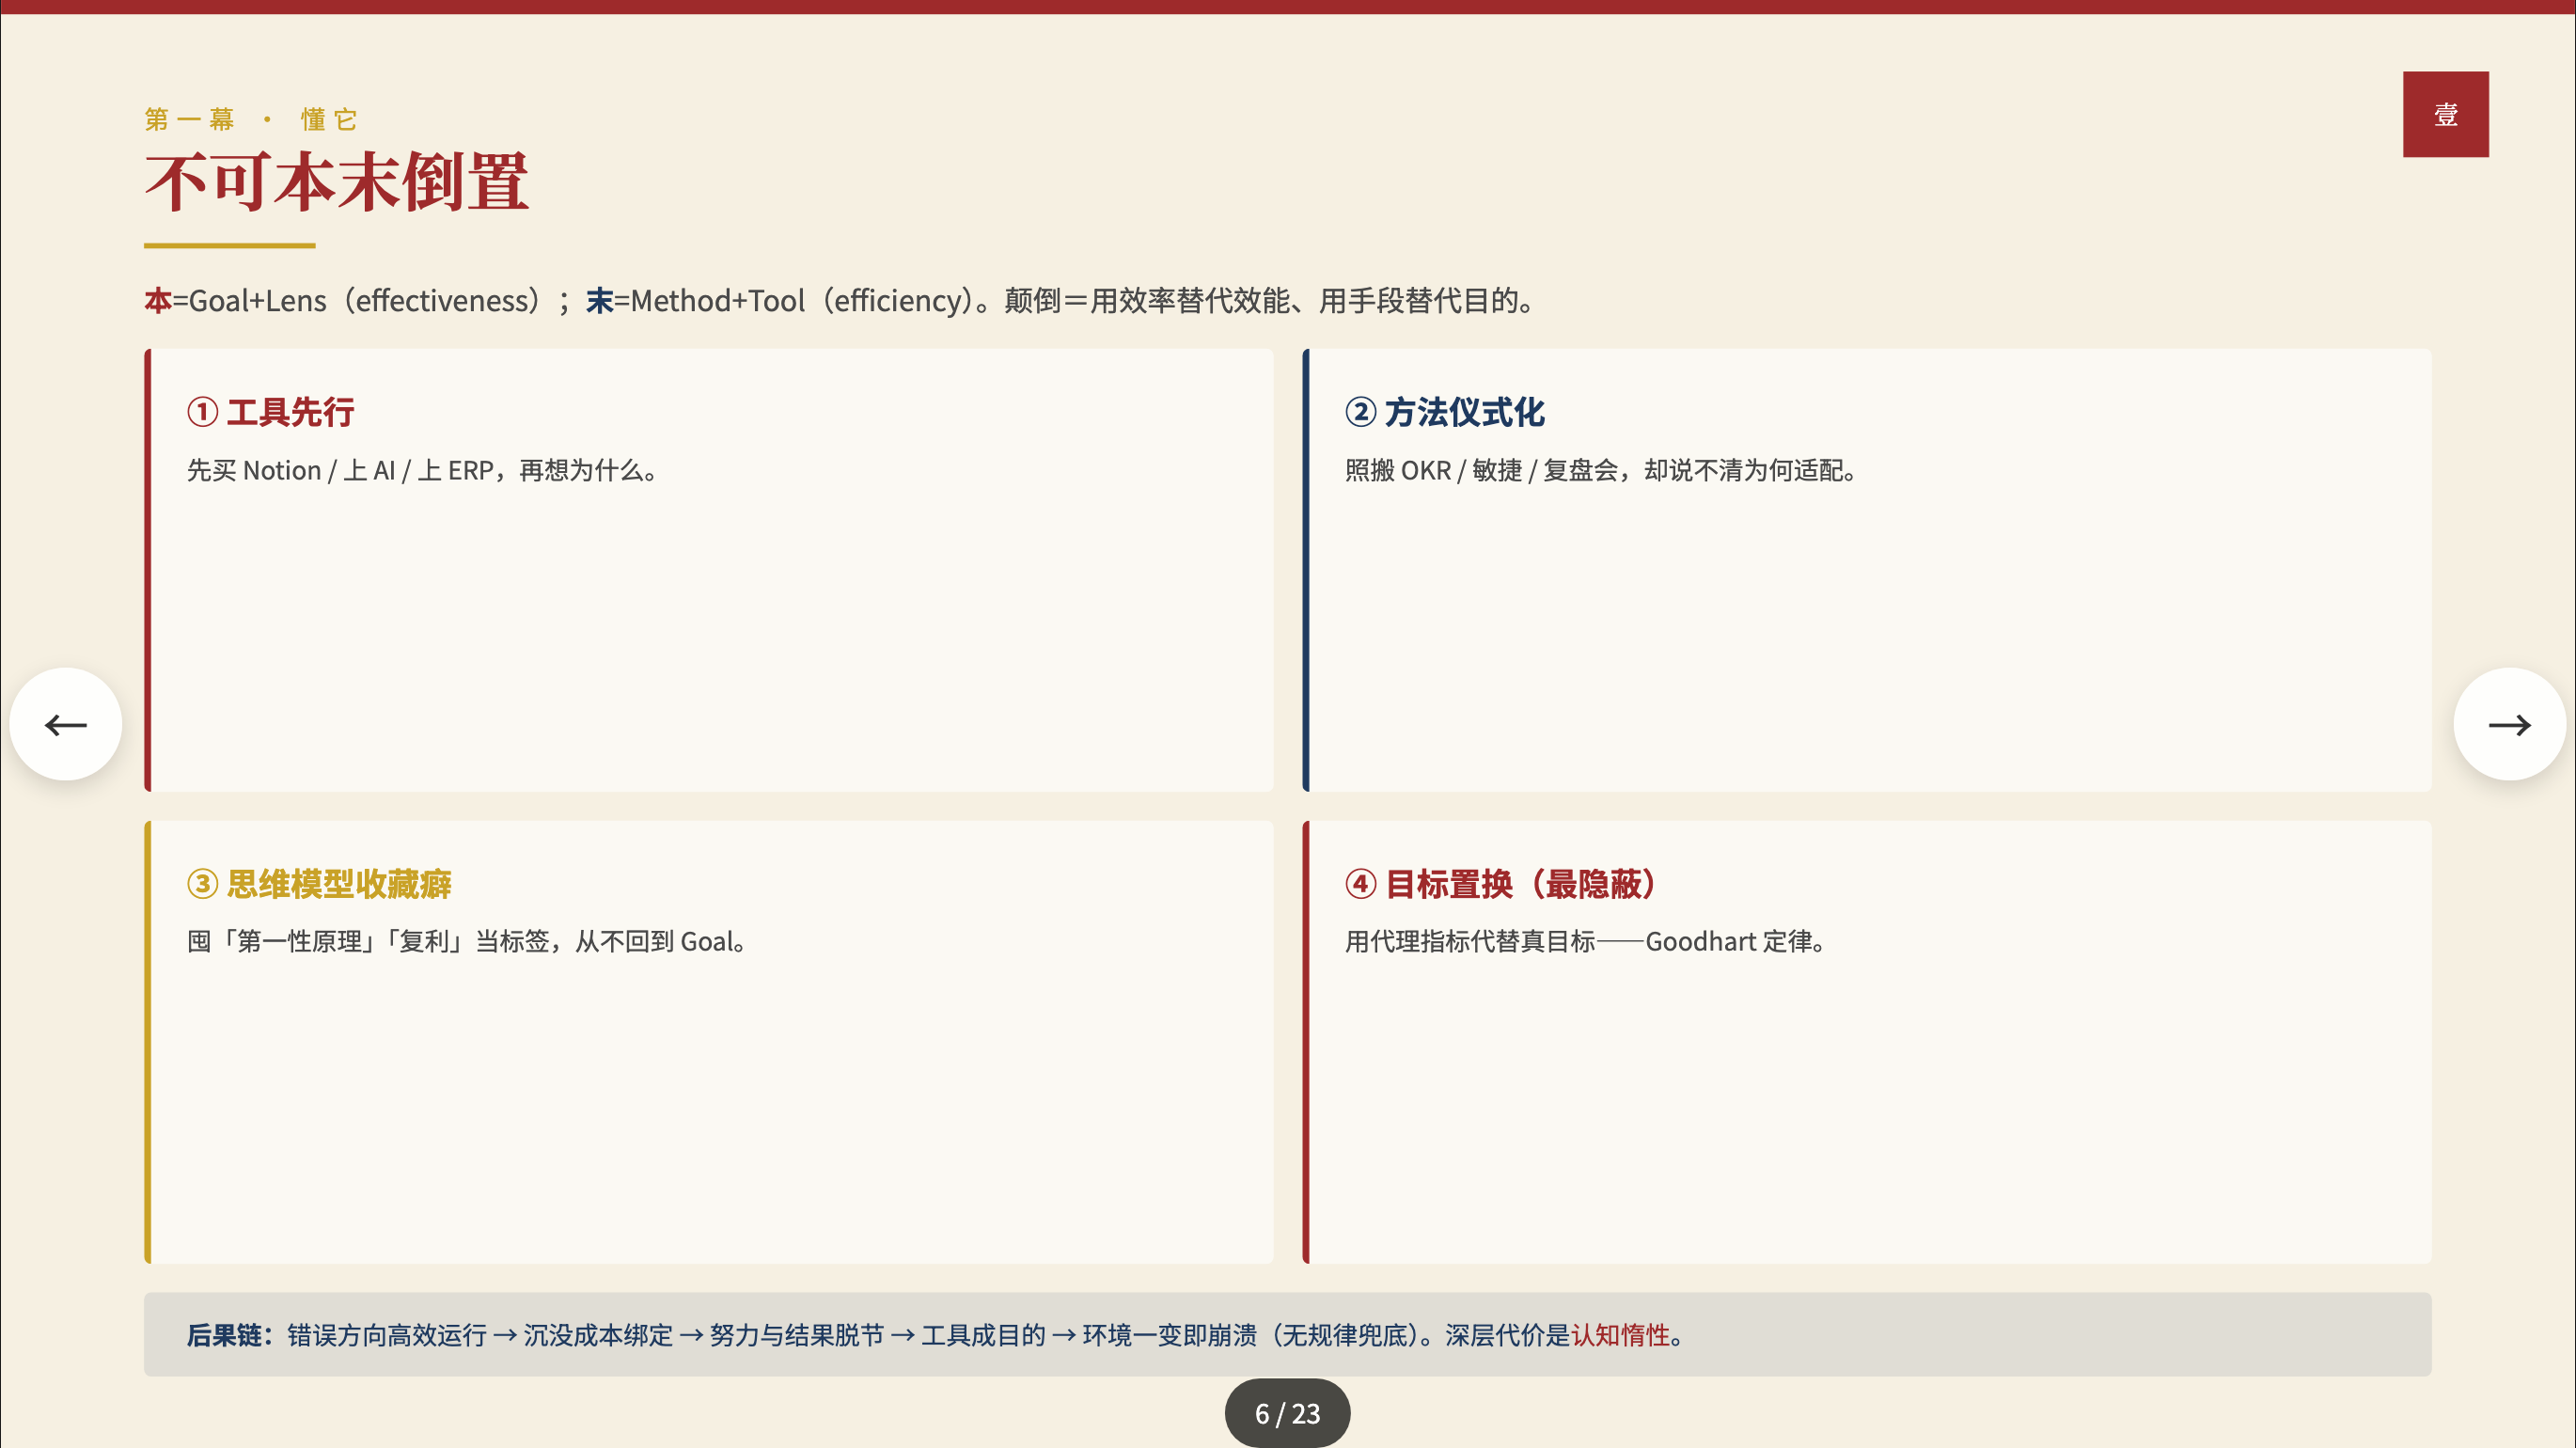 第一幕 · 懂它
壹
不可本末倒置
本=Goal+Lens（effectiveness）；末=Method+Tool（efficiency）。颠倒＝用效率替代效能、用手段替代目的。
① 工具先行
先买 Notion / 上 AI / 上 ERP，再想为什么。
② 方法仪式化
照搬 OKR / 敏捷 / 复盘会，却说不清为何适配。
←
→
③ 思维模型收藏癖
囤「第一性原理」「复利」当标签，从不回到 Goal。
④ 目标置换（最隐蔽）
用代理指标代替真目标——Goodhart 定律。
后果链：错误方向高效运行 → 沉没成本绑定 → 努力与结果脱节 → 工具成目的 → 环境一变即崩溃（无规律兜底）。深层代价是认知惰性。
6 / 23